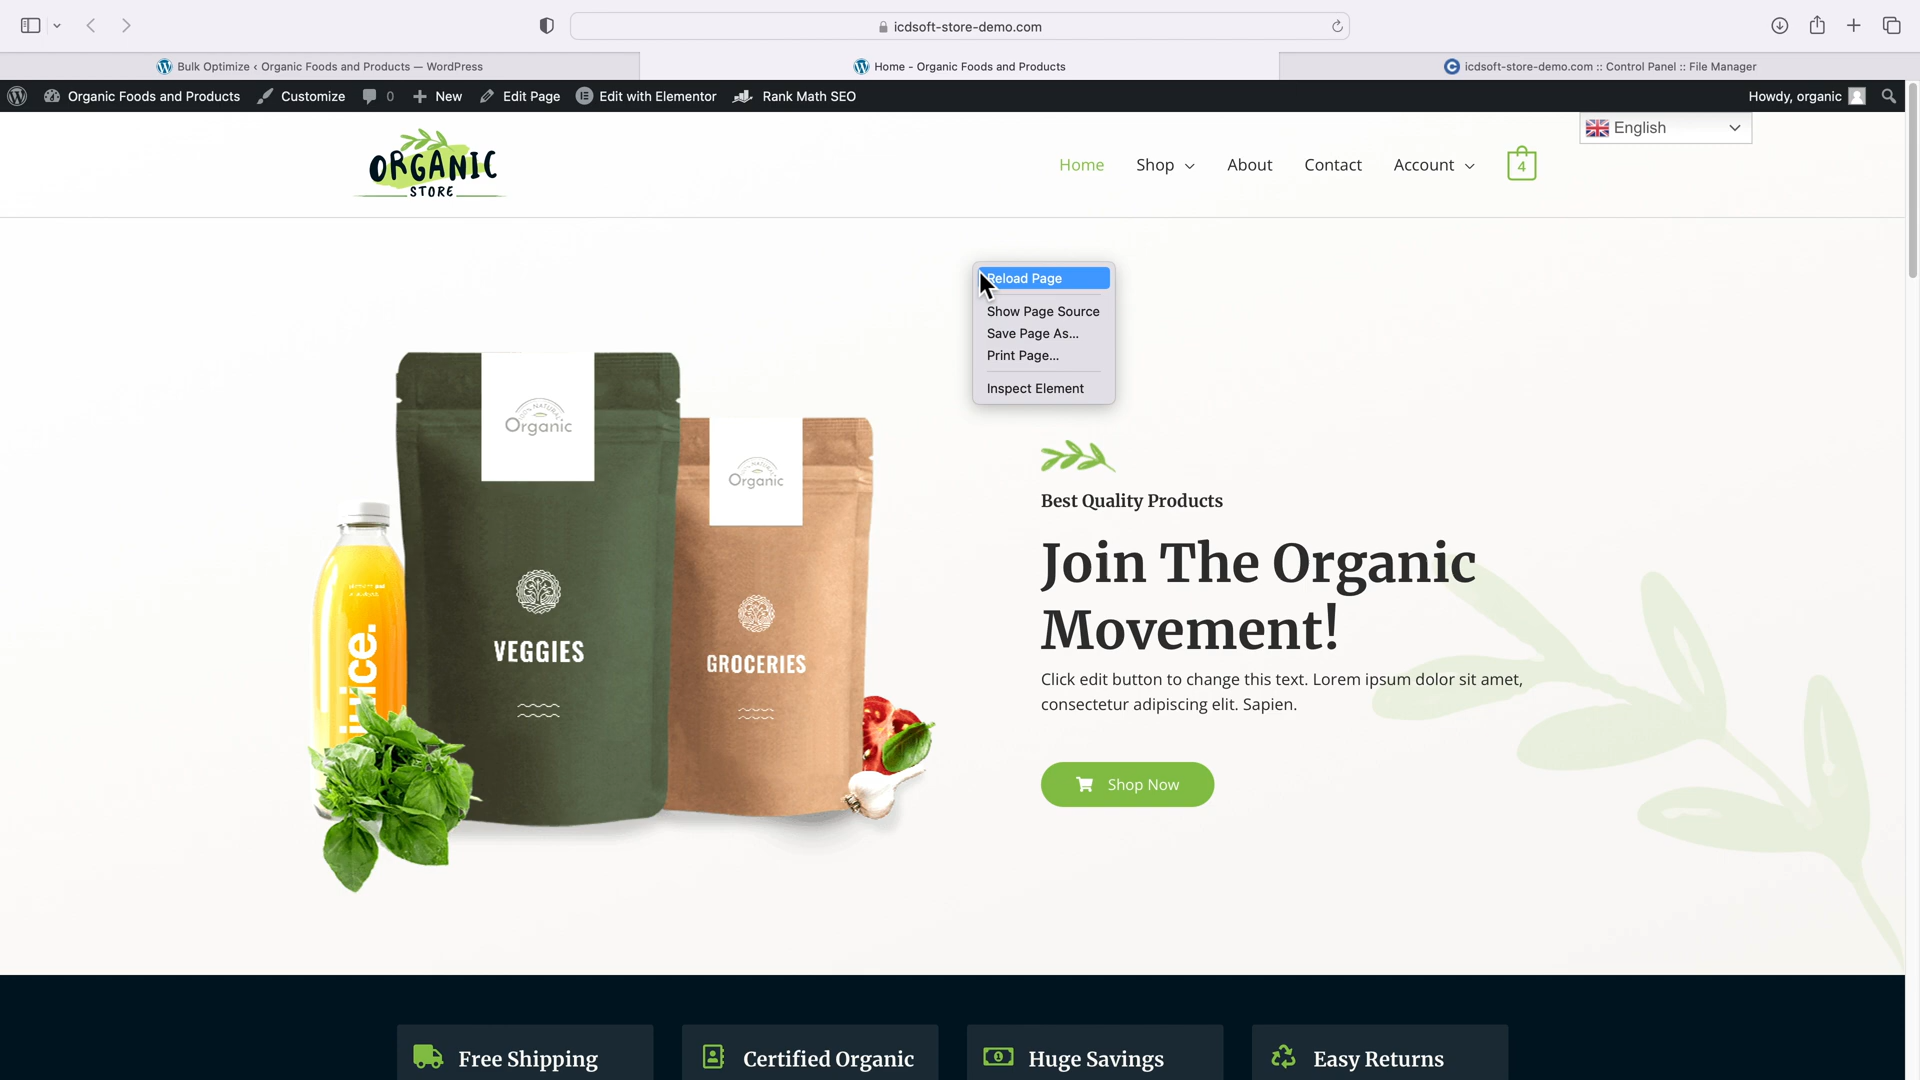 icdsoft-store-demo.com
Bulk Optimize ‹ Organic Foods and Products — WordPress
Home - Organic Foods and Products
icdsoft-store-demo.com :: Control Panel :: File Manager
Organic Foods and Products
Customize
0
New
Edit Page
Edit with Elementor
Rank Math SEO
Howdy, organic
English
ORGANIC
STORE
Home
Shop
About
Contact
Account
4
Reload Page
Show Page Source
Save Page As...
Print Page...
Inspect Element
100% NATURAL
Organic
Organic
VEGGIES
GROCERIES
juice.
Best Quality Products
Join The Organic
Movement!
Click edit button to change this text. Lorem ipsum dolor sit amet,
consectetur adipiscing elit. Sapien.
Shop Now
Free Shipping
Certified Organic
Huge Savings
Easy Returns